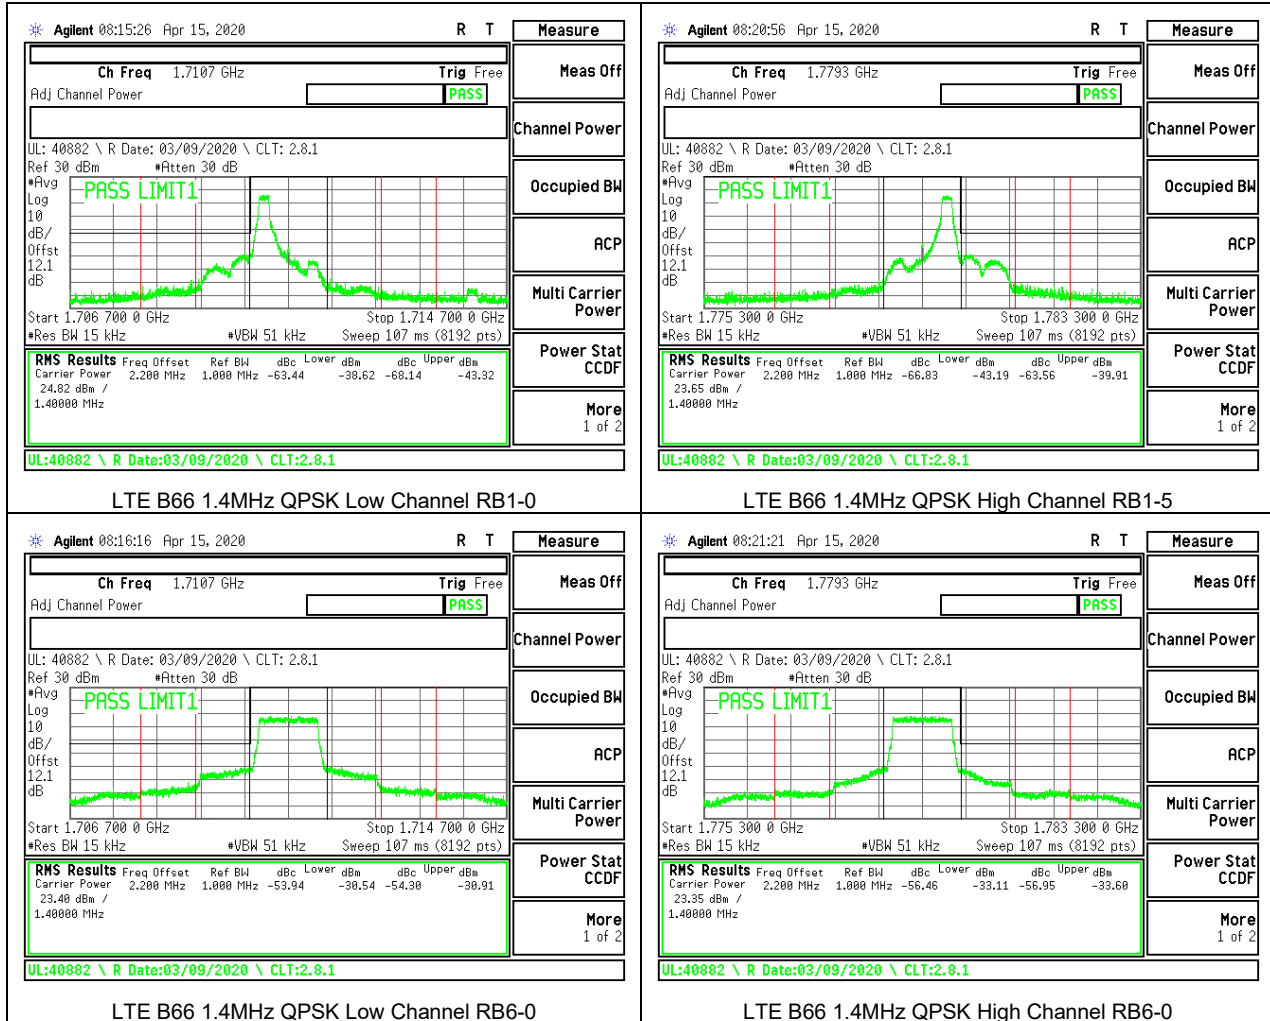 Agilent 08:15:26 Apr 15, 2020 R T Measure
Ch Freq 1.7107 GHz Trig Free Meas Off
Adj Channel Power PASS
Channel Power
UL: 40882 \ R Date: 03/09/2020 \ CLT: 2.8.1
Ref 30 dBm #Atten 30 dB
#Avg PASS LIMIT1 Occupied BW
Log
10
dB/ ACP
Offst
12.1
dB Multi Carrier
Power
Start 1.706 700 0 GHz Stop 1.714 700 0 GHz
#Res BW 15 kHz #VBW 51 kHz Sweep 107 ms (8192 pts)
Power Stat
CCDF
RMS Results Freq Offset Ref BW dBc Lower dBm dBc Upper dBm
Carrier Power 2.200 MHz 1.000 MHz -63.44 -38.62 -68.14 -43.32
24.82 dBm /
1.40000 MHz More
1 of 2
UL:40882 \ R Date:03/09/2020 \ CLT:2.8.1
LTE B66 1.4MHz QPSK Low Channel RB1-0
Agilent 08:20:56 Apr 15, 2020 R T Measure
Ch Freq 1.7793 GHz Trig Free Meas Off
Adj Channel Power PASS
Channel Power
UL: 40882 \ R Date: 03/09/2020 \ CLT: 2.8.1
Ref 30 dBm #Atten 30 dB
#Avg PASS LIMIT1 Occupied BW
Log
10
dB/ ACP
Offst
12.1
dB Multi Carrier
Power
Start 1.775 300 0 GHz Stop 1.783 300 0 GHz
#Res BW 15 kHz #VBW 51 kHz Sweep 107 ms (8192 pts)
Power Stat
CCDF
RMS Results Freq Offset Ref BW dBc Lower dBm dBc Upper dBm
Carrier Power 2.200 MHz 1.000 MHz -66.83 -43.19 -63.56 -39.91
23.65 dBm /
1.40000 MHz More
1 of 2
UL:40882 \ R Date:03/09/2020 \ CLT:2.8.1
LTE B66 1.4MHz QPSK High Channel RB1-5
Agilent 08:16:16 Apr 15, 2020 R T Measure
Ch Freq 1.7107 GHz Trig Free Meas Off
Adj Channel Power PASS
Channel Power
UL: 40882 \ R Date: 03/09/2020 \ CLT: 2.8.1
Ref 30 dBm #Atten 30 dB
#Avg PASS LIMIT1 Occupied BW
Log
10
dB/ ACP
Offst
12.1
dB Multi Carrier
Power
Start 1.706 700 0 GHz Stop 1.714 700 0 GHz
#Res BW 15 kHz #VBW 51 kHz Sweep 107 ms (8192 pts)
Power Stat
CCDF
RMS Results Freq Offset Ref BW dBc Lower dBm dBc Upper dBm
Carrier Power 2.200 MHz 1.000 MHz -53.94 -30.54 -54.30 -30.91
23.40 dBm /
1.40000 MHz More
1 of 2
UL:40882 \ R Date:03/09/2020 \ CLT:2.8.1
LTE B66 1.4MHz QPSK Low Channel RB6-0
Agilent 08:21:21 Apr 15, 2020 R T Measure
Ch Freq 1.7793 GHz Trig Free Meas Off
Adj Channel Power PASS
Channel Power
UL: 40882 \ R Date: 03/09/2020 \ CLT: 2.8.1
Ref 30 dBm #Atten 30 dB
#Avg PASS LIMIT1 Occupied BW
Log
10
dB/ ACP
Offst
12.1
dB Multi Carrier
Power
Start 1.775 300 0 GHz Stop 1.783 300 0 GHz
#Res BW 15 kHz #VBW 51 kHz Sweep 107 ms (8192 pts)
Power Stat
CCDF
RMS Results Freq Offset Ref BW dBc Lower dBm dBc Upper dBm
Carrier Power 2.200 MHz 1.000 MHz -56.46 -33.11 -56.95 -33.60
23.35 dBm /
1.40000 MHz More
1 of 2
UL:40882 \ R Date:03/09/2020 \ CLT:2.8.1
LTE B66 1.4MHz QPSK High Channel RB6-0